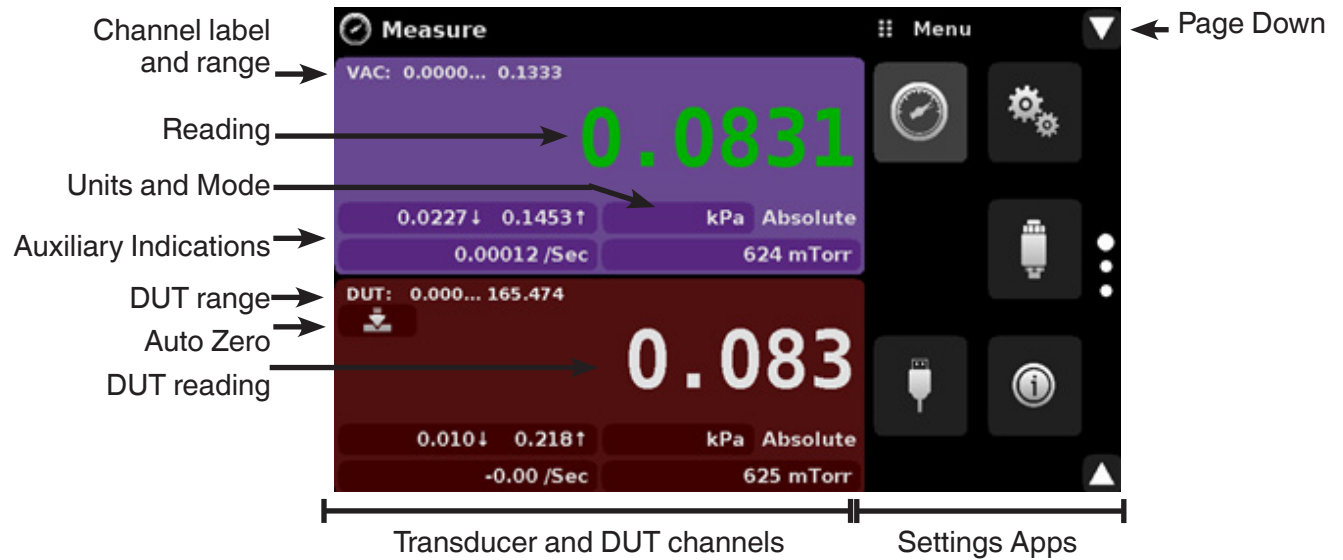 Channel label
and range
Reading
Units and Mode
Auxiliary Indications
DUT range
Auto Zero
DUT reading
Measure
VAC: 0.0000... 0.1333
0.0831
0.0227↓ 0.1453↑
kPa Absolute
0.00012 /Sec
624 mTorr
DUT: 0.000... 165.474
0.083
0.010↓ 0.218↑
kPa Absolute
-0.00 /Sec
625 mTorr
Menu
Page Down
Transducer and DUT channels
Settings Apps